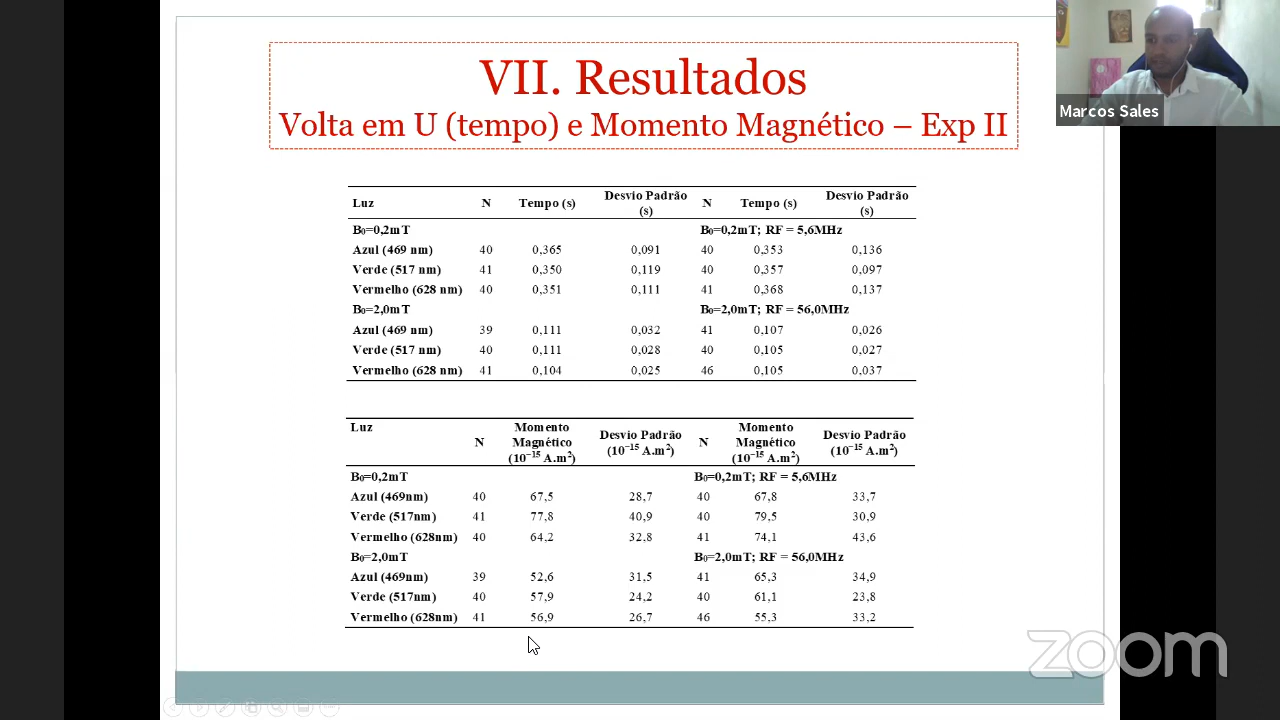 VII. Resultados
Volta em U (tempo) e Momento Magnético – Exp II
Marcos Sales
Luz N Tempo (s) Desvio Padrão (s) N Tempo (s) Desvio Padrão (s)
B₀=0,2mT B₀=0,2mT; RF = 5,6MHz
Azul (469 nm) 40 0,365 0,091 40 0,353 0,136
Verde (517 nm) 41 0,350 0,119 40 0,357 0,097
Vermelho (628 nm) 40 0,351 0,111 41 0,368 0,137
B₀=2,0mT B₀=2,0mT; RF = 56,0MHz
Azul (469 nm) 39 0,111 0,032 41 0,107 0,026
Verde (517 nm) 40 0,111 0,028 40 0,105 0,027
Vermelho (628 nm) 41 0,104 0,025 46 0,105 0,037
Luz N Momento Magnético (10⁻¹⁵ A.m²) Desvio Padrão (10⁻¹⁵ A.m²) N Momento Magnético (10⁻¹⁵ A.m²) Desvio Padrão (10⁻¹⁵ A.m²)
B₀=0,2mT B₀=0,2mT; RF = 5,6MHz
Azul (469nm) 40 67,5 28,7 40 67,8 33,7
Verde (517nm) 41 77,8 40,9 40 79,5 30,9
Vermelho (628nm) 40 64,2 32,8 41 74,1 43,6
B₀=2,0mT B₀=2,0mT; RF = 56,0MHz
Azul (469nm) 39 52,6 31,5 41 65,3 34,9
Verde (517nm) 40 57,9 24,2 40 61,1 23,8
Vermelho (628nm) 41 56,9 26,7 46 55,3 33,2
zoom